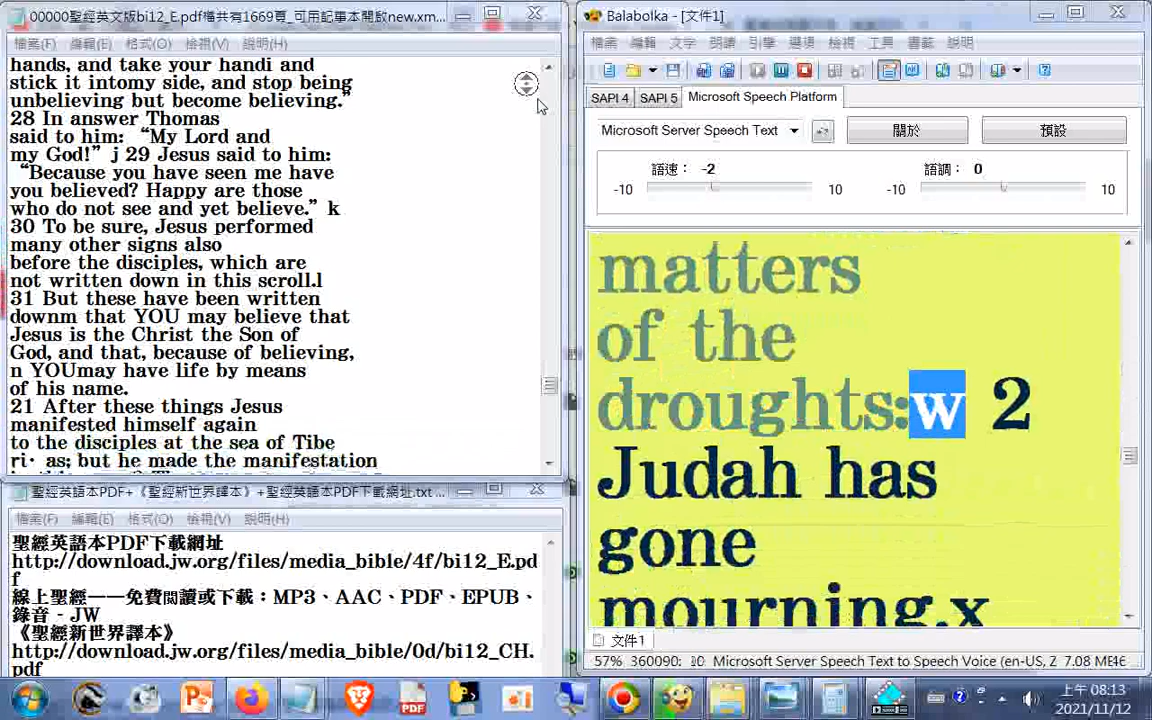 00000聖經英文版bi12_E.pdf檔共有1669頁_可用記事本開啟new.xm...
檔案(F) 編輯(E) 格式(O) 檢視(V) 說明(H)
hands, and take your handi and
stick it intomy side, and stop being
unbelieving but become believing.”
28 In answer Thomas
said to him: “My Lord and
my God!” j 29 Jesus said to him:
“Because you have seen me have
you believed? Happy are those
who do not see and yet believe.” k
30 To be sure, Jesus performed
many other signs also
before the disciples, which are
not written down in this scroll.l
31 But these have been written
downm that YOU may believe that
Jesus is the Christ the Son of
God, and that, because of believing,
n YOUmay have life by means
of his name.
21 After these things Jesus
manifested himself again
to the disciples at the sea of Tibe
ri· as; but he made the manifestation
聖經英語本PDF+《聖經新世界譯本》+聖經英語本PDF下載網址.txt ...
檔案(F) 編輯(E) 格式(O) 檢視(V) 說明(H)
聖經英語本PDF下載網址
http://download.jw.org/files/media_bible/4f/bi12_E.pd
f
線上聖經——免費閱讀或下載：MP3、AAC、PDF、EPUB、
錄音 - JW
《聖經新世界譯本》
http://download.jw.org/files/media_bible/0d/bi12_CH.
pdf
Balabolka - [文件1]
檔案 編輯 文字 朗讀 引擎 選項 檢視 工具 書籤 說明
SAPI 4 SAPI 5 Microsoft Speech Platform
Microsoft Server Speech Text 關於 預設
語速： -2 語調： 0
-10 10 -10 10
matters
of the
droughts:w 2
Judah has
gone
mourning.x
文件1
57% 360090: 10 Microsoft Server Speech Text to Speech Voice (en-US, Z 7.08 ME
上午 08:13
2021/11/12